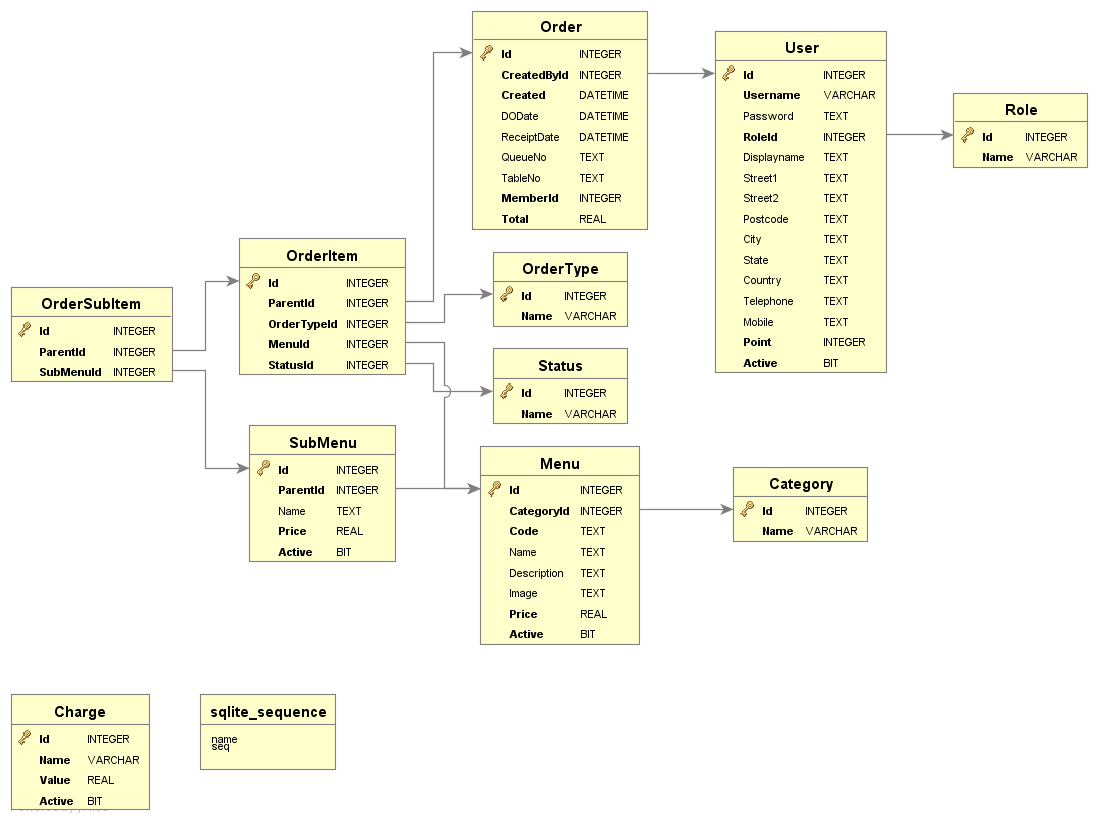 Order
Id INTEGER
CreatedById INTEGER
Created DATETIME
DODate DATETIME
ReceiptDate DATETIME
QueueNo TEXT
TableNo TEXT
MemberId INTEGER
Total REAL
User
Id INTEGER
Username VARCHAR
Password TEXT
RoleId INTEGER
Displayname TEXT
Street1 TEXT
Street2 TEXT
Postcode TEXT
City TEXT
State TEXT
Country TEXT
Telephone TEXT
Mobile TEXT
Point INTEGER
Active BIT
Role
Id INTEGER
Name VARCHAR
OrderItem
Id INTEGER
ParentId INTEGER
OrderTypeId INTEGER
MenuId INTEGER
StatusId INTEGER
OrderType
Id INTEGER
Name VARCHAR
OrderSubItem
Id INTEGER
ParentId INTEGER
SubMenuId INTEGER
Status
Id INTEGER
Name VARCHAR
SubMenu
Id INTEGER
ParentId INTEGER
Name TEXT
Price REAL
Active BIT
Menu
Id INTEGER
CategoryId INTEGER
Code TEXT
Name TEXT
Description TEXT
Image TEXT
Price REAL
Active BIT
Category
Id INTEGER
Name VARCHAR
Charge
Id INTEGER
Name VARCHAR
Value REAL
Active BIT
sqlite_sequence
name
seq